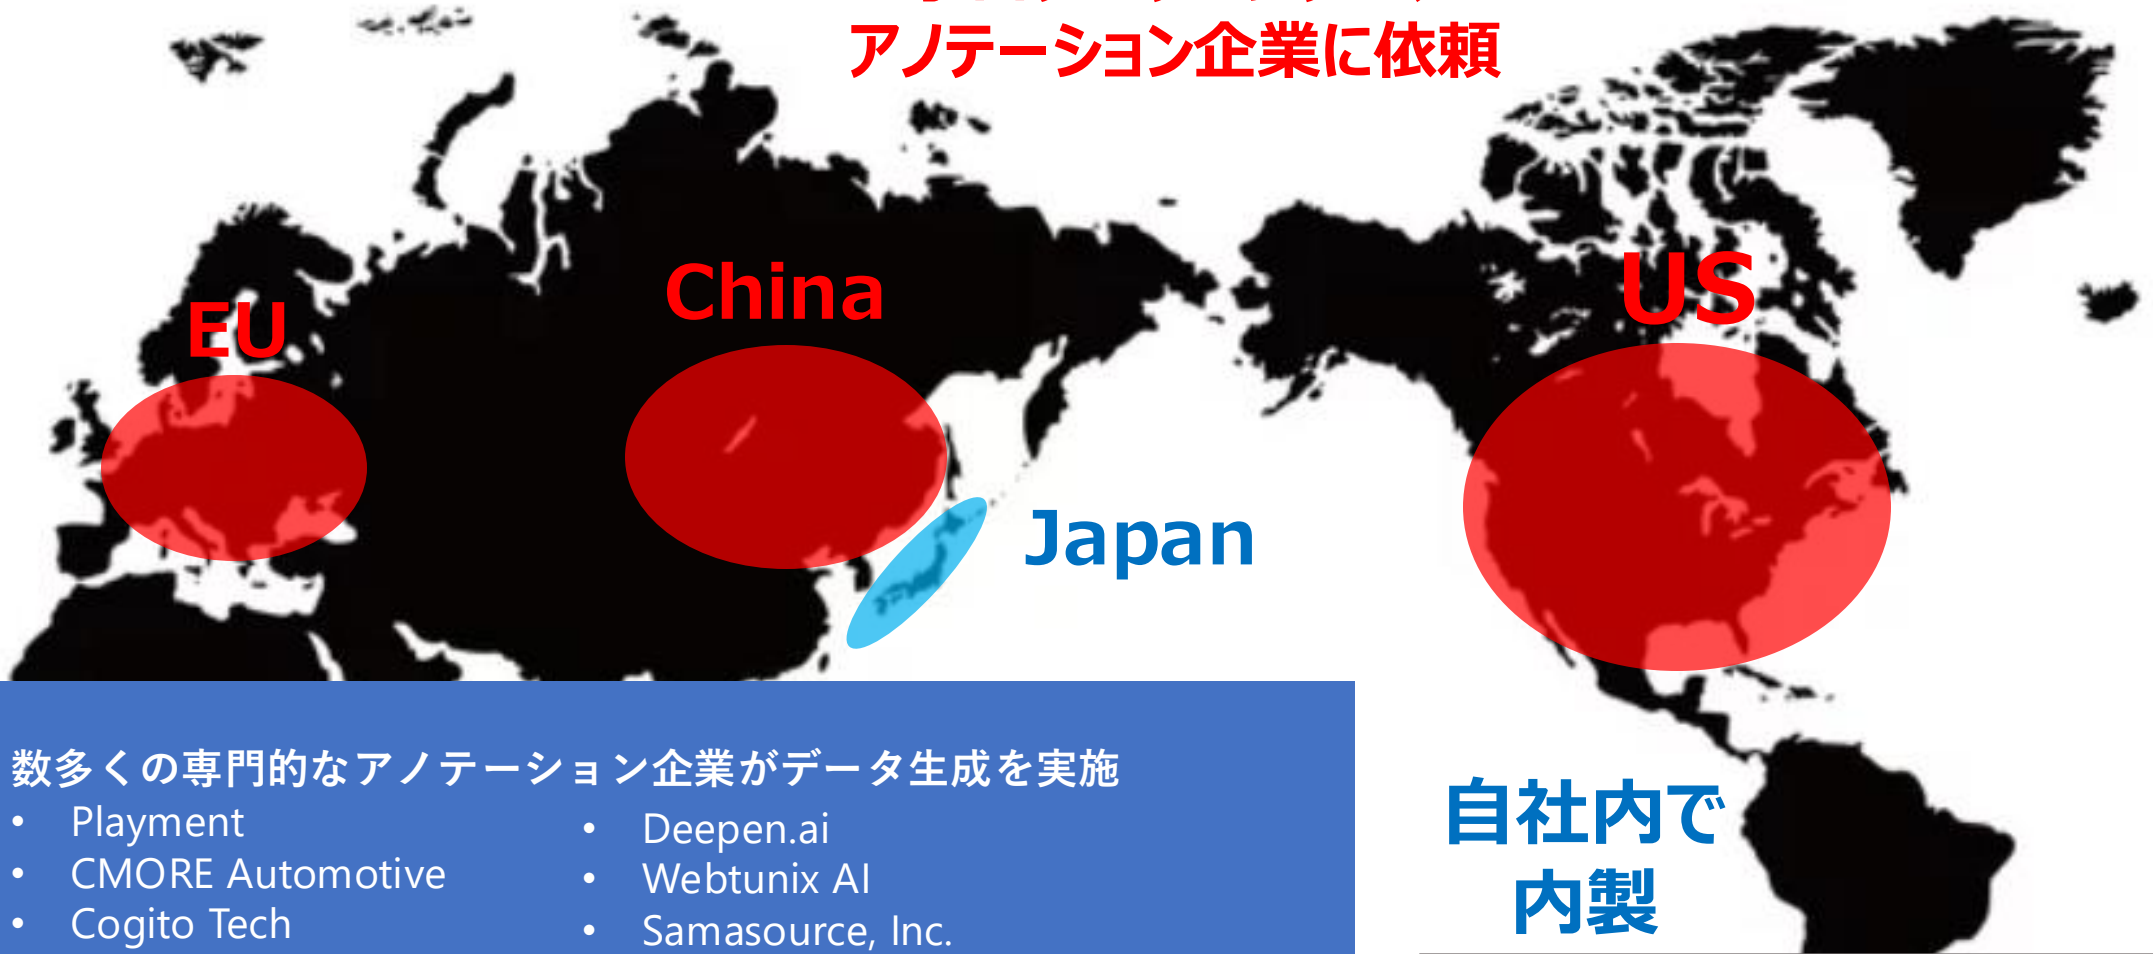 アノテーション企業に依頼
EU
China
US
Japan
数多くの専門的なアノテーション企業がデータ生成を実施
• Playment
• CMORE Automotive
• Cogito Tech
• Deepen.ai
• Webtunix AI
• Samasource, Inc.
自社内で
内製